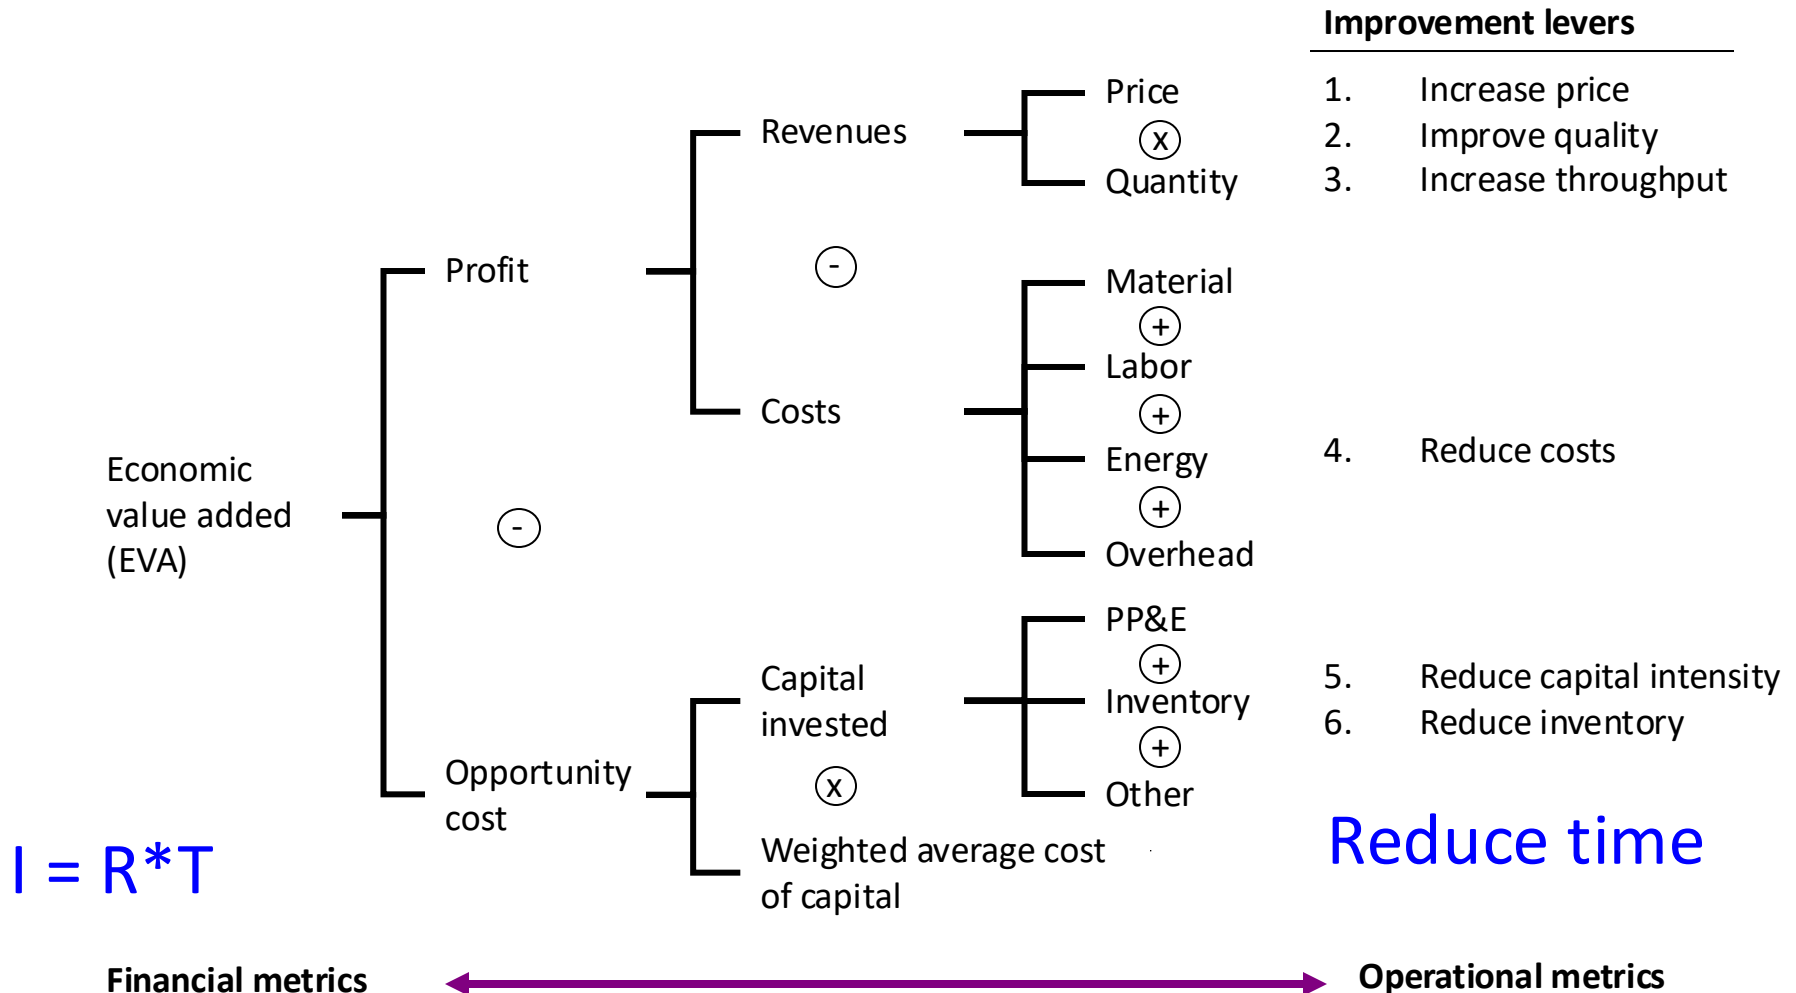 Improvement levers
Price
x
Quantity
1. Increase price
2. Improve quality
3. Increase throughput
Revenues
-
Profit
Costs
Material
+
Labor
+
Energy
+
Overhead
4. Reduce costs
Economic
value added
(EVA)
-
PP&E
+
Inventory
+
Other
5. Reduce capital intensity
6. Reduce inventory
Capital
invested
x
Opportunity
cost
Weighted average cost
of capital
Reduce time
I = R*T
Financial metrics
Operational metrics